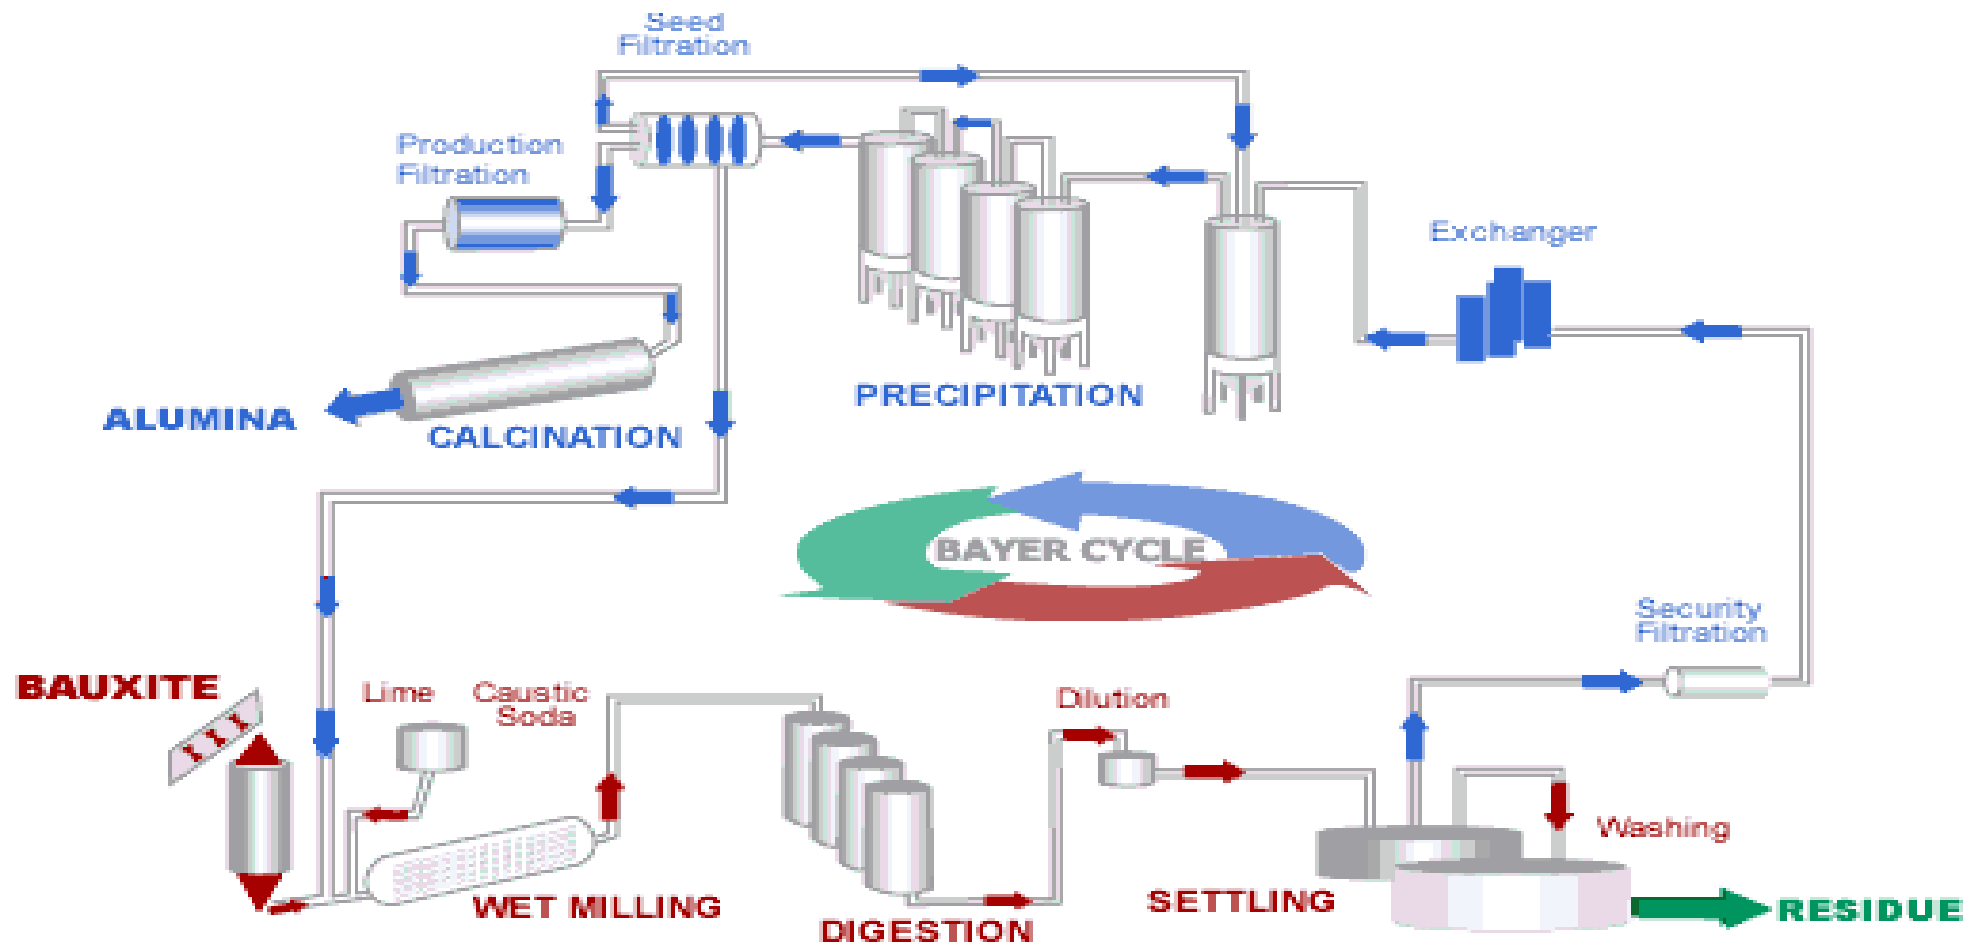 Seed
Filtration
Production
Filtration
Exchanger
PRECIPITATION
ALUMINA
CALCINATION
BAYER CYCLE
Security
Filtration
BAUXITE
Lime
Caustic
Soda
Dilution
Washing
WET MILLING
SETTLING
RESIDUE
DIGESTION